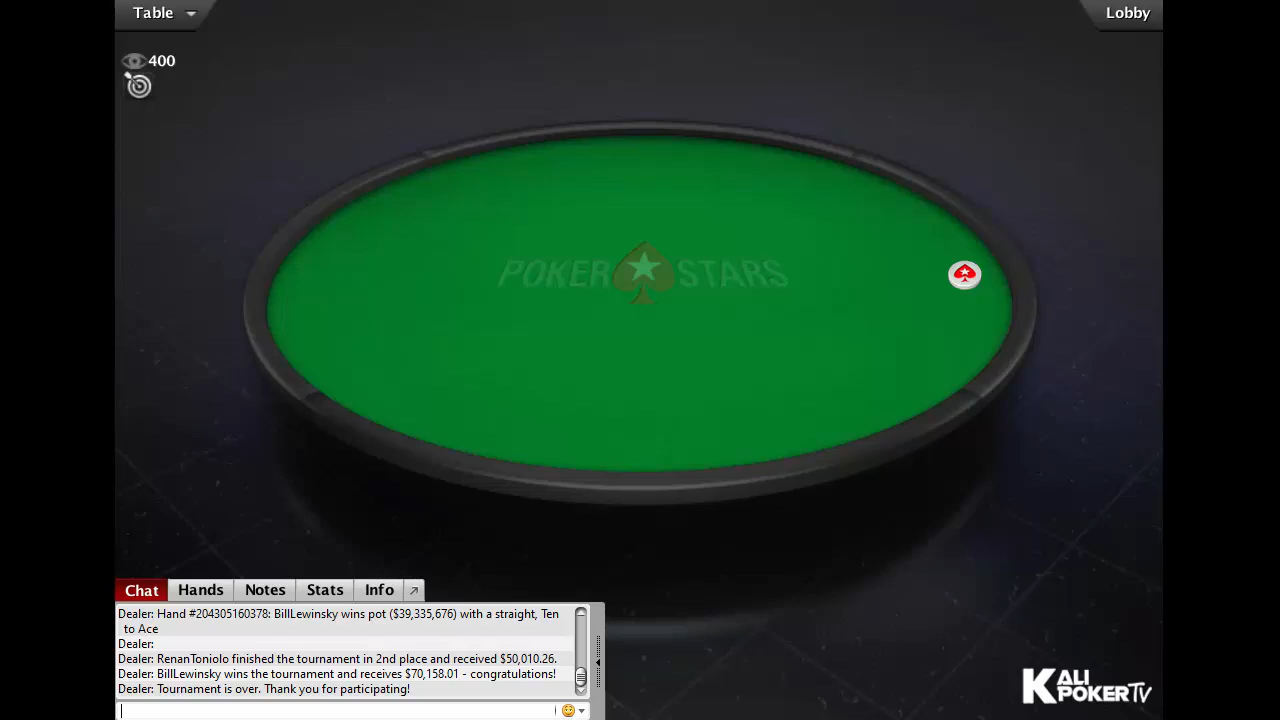 Table
Lobby
400
POKER STARS
Chat
Hands
Notes
Stats
Info
Dealer: Hand #204305160378: BillLewinsky wins pot ($39,335,676) with a straight, Ten
to Ace
Dealer:
Dealer: RenanToniolo finished the tournament in 2nd place and received $50,010.26.
Dealer: BillLewinsky wins the tournament and receives $70,158.01 - congratulations!
Dealer: Tournament is over. Thank you for participating!
KALI
POKERTV